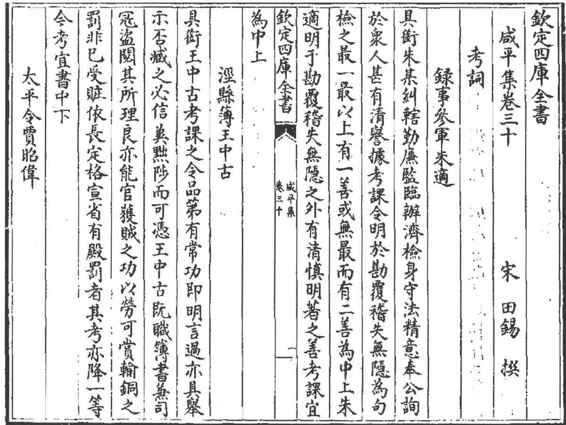 欽定四庫全書
咸平集卷三十
宋 田錫 撰
考詞
録事參軍朱適
具銜朱某糾轄勤廉監臨辦濟檢身守法精意奉公詢
於衆人甚有清譽據考課令明於勘覆稽失無隱為句
檢之最一最以上有一善或無最而有二善為中上朱
適明于勘覆稽失無隱之外有清慎明著之善考課宜
欽定四庫全書
咸平集
卷三十
一
為中上
涇縣簿王中古
具銜王中古考課之令品第有常功即明言過亦具舉
示否臧之必信𠔥黜陟而可憑王中古阮職簿書兼司
冦盜閲其所理良亦能官獲賊之功以勞可賞輸銅之
罰非已受贓依長定格宣省有殿罰者其考亦降一等
今考宜書中下
太平令賈昭偉